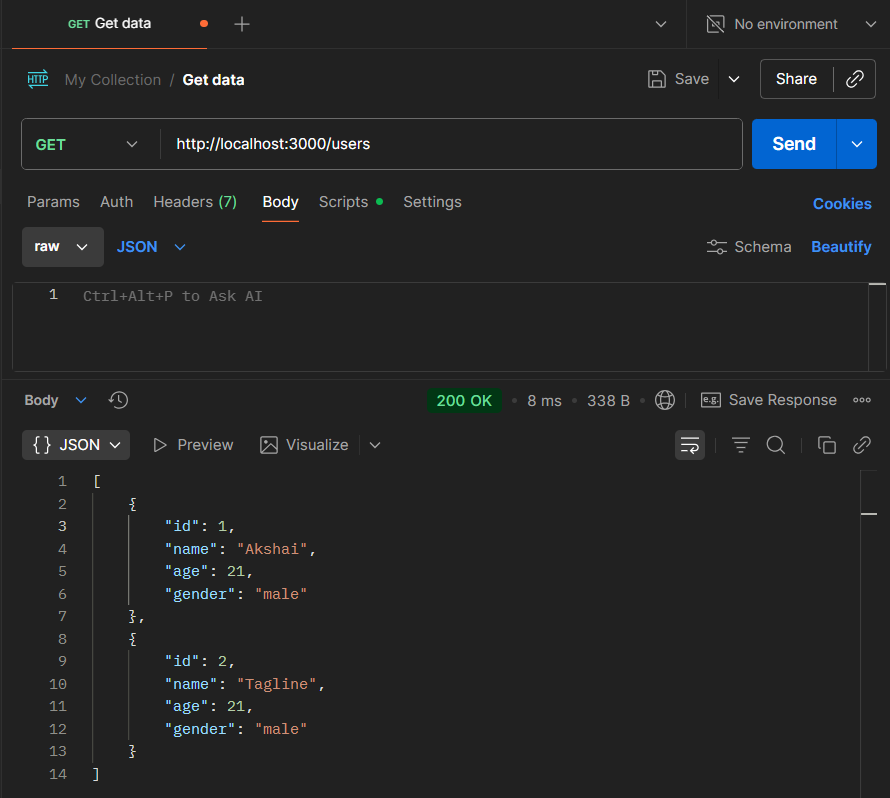 GET Get data
No environment
HTTP My Collection / Get data Save Share
GET http://localhost:3000/users Send
Params Auth Headers (7) Body Scripts Settings Cookies
raw JSON Schema Beautify
1 Ctrl+Alt+P to Ask AI
Body 200 OK • 8 ms • 338 B • e.g. Save Response
{} JSON Preview Visualize
1 [
2 {
3 "id": 1,
4 "name": "Akshai",
5 "age": 21,
6 "gender": "male"
7 },
8 {
9 "id": 2,
10 "name": "Tagline",
11 "age": 21,
12 "gender": "male"
13 }
14 ]